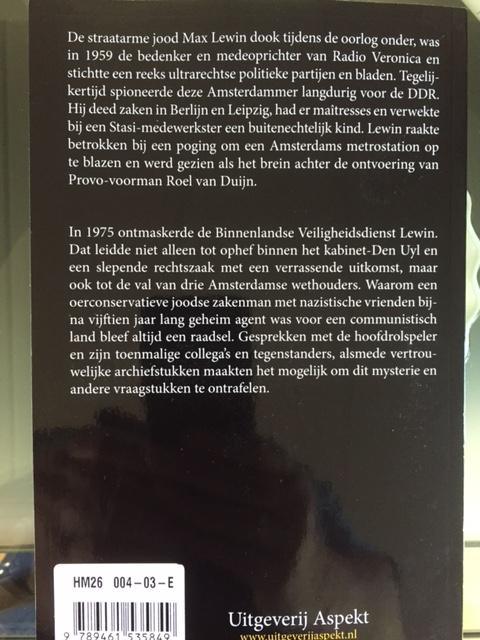 De straatarme jood Max Lewin dook tijdens de oorlog onder, was
in 1959 de bedenker en medeoprichter van Radio Veronica en
stichtte een reeks ultrarechtse politieke partijen en bladen. Tegelij-
kertijd spioneerde deze Amsterdammer langdurig voor de DDR.
Hij deed zaken in Berlijn en Leipzig, had er maîtresses en verwekte
bij een Stasi-medewerkster een buitenechtelijk kind. Lewin raakte
betrokken bij een poging om een Amsterdams metrostation op
te blazen en werd gezien als het brein achter de ontvoering van
Provo-voorman Roel van Duijn.
In 1975 ontmaskerde de Binnenlandse Veiligheidsdienst Lewin.
Dat leidde niet alleen tot ophef binnen het kabinet-Den Uyl en
een slepende rechtszaak met een verrassende uitkomst, maar
ook tot de val van drie Amsterdamse wethouders. Waarom een
oerconservatieve joodse zakenman met nazistische vrienden bij-
na vijftien jaar lang geheim agent was voor een communistisch
land bleef altijd een raadsel. Gesprekken met de hoofdrolspeler
en zijn toenmalige collega's en tegenstanders, alsmede vertrou-
welijke archiefstukken maakten het mogelijk om dit mysterie en
andere vraagstukken te ontrafelen.
HM26 004-03-E
9 789461 535849
Uitgeverij Aspekt
www.uitgeverijaspekt.nl